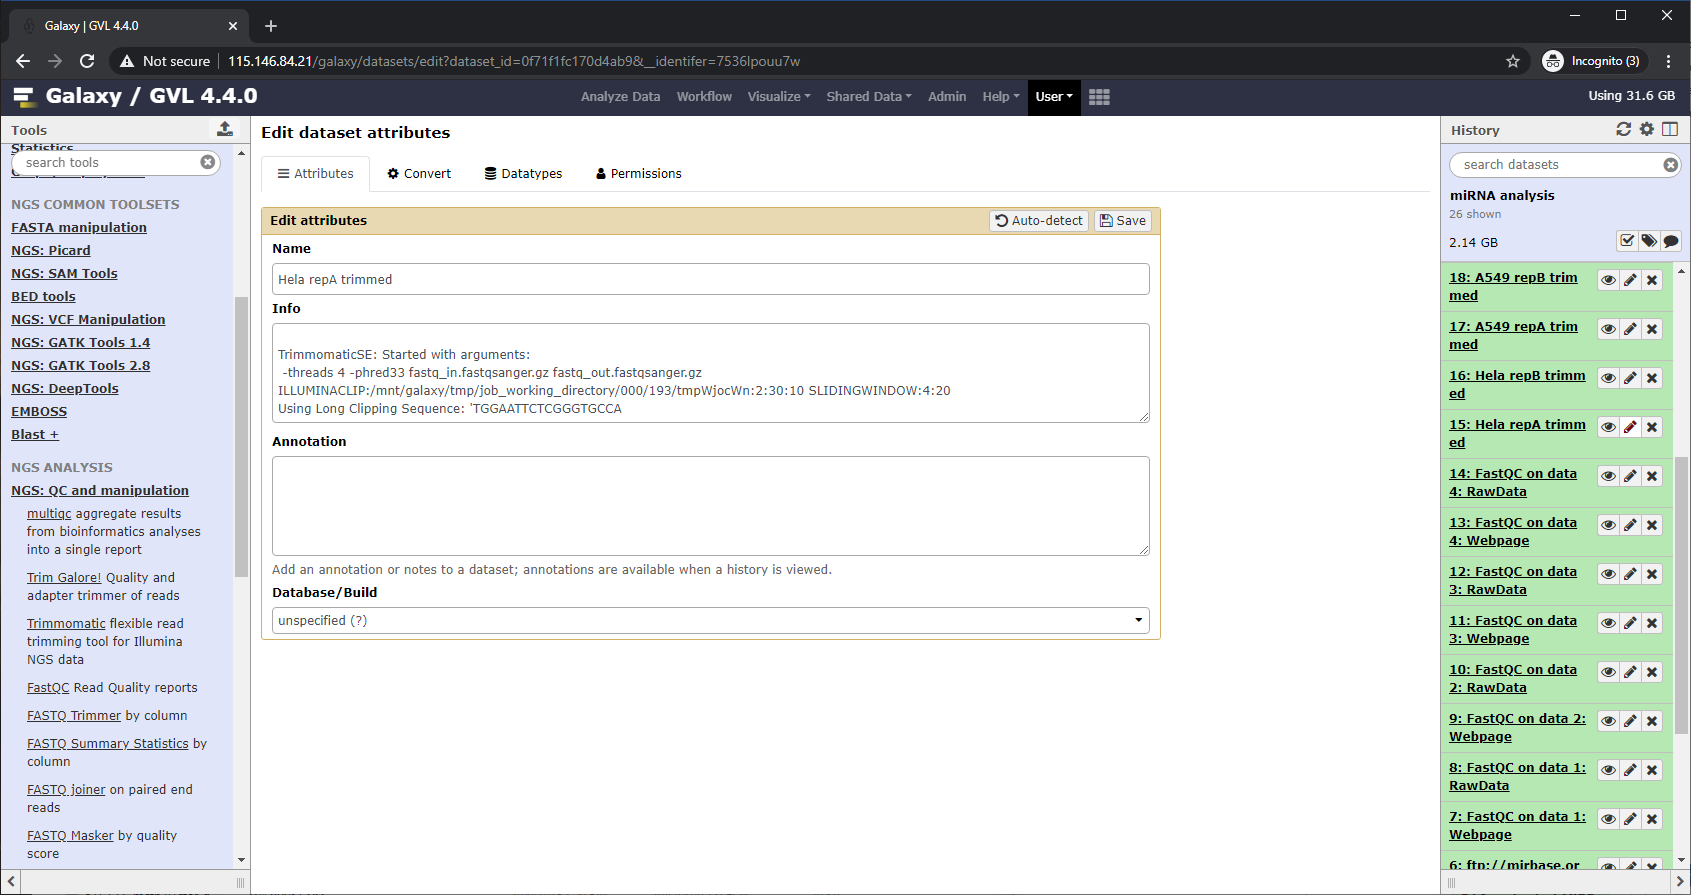 Galaxy | GVL 4.4.0
Not secure
115.146.84.21/galaxy/datasets/edit?dataset_id=0f71f1fc170d4ab9&__identifer=7536lpouu7w
Incognito (3)
Galaxy / GVL 4.4.0
Analyze Data
Workflow
Visualize
Shared Data
Admin
Help
User
Using 31.6 GB
Tools
Statistics
search tools
NGS COMMON TOOLSETS
FASTA manipulation
NGS: Picard
NGS: SAM Tools
BED tools
NGS: VCF Manipulation
NGS: GATK Tools 1.4
NGS: GATK Tools 2.8
NGS: DeepTools
EMBOSS
Blast +
NGS ANALYSIS
NGS: QC and manipulation
multiqc aggregate results
from bioinformatics analyses
into a single report
Trim Galore! Quality and
adapter trimmer of reads
Trimmomatic flexible read
trimming tool for Illumina
NGS data
FastQC Read Quality reports
FASTQ Trimmer by column
FASTQ Summary Statistics by
column
FASTQ joiner on paired end
reads
FASTQ Masker by quality
score
Edit dataset attributes
Attributes
Convert
Datatypes
Permissions
Edit attributes
Auto-detect
Save
Name
Hela repA trimmed
Info
TrimmomaticSE: Started with arguments:
-threads 4 -phred33 fastq_in.fastqsanger.gz fastq_out.fastqsanger.gz
ILLUMINACLIP:/mnt/galaxy/tmp/job_working_directory/000/193/tmpWjocWn:2:30:10 SLIDINGWINDOW:4:20
Using Long Clipping Sequence: 'TGGAATTCTCGGGTGCCA
Annotation
Add an annotation or notes to a dataset; annotations are available when a history is viewed.
Database/Build
unspecified (?)
History
search datasets
miRNA analysis
26 shown
2.14 GB
18: A549 repB trim
med
17: A549 repA trim
med
16: Hela repB trimm
ed
15: Hela repA trimm
ed
14: FastQC on data
4: RawData
13: FastQC on data
4: Webpage
12: FastQC on data
3: RawData
11: FastQC on data
3: Webpage
10: FastQC on data
2: RawData
9: FastQC on data 2:
Webpage
8: FastQC on data 1:
RawData
7: FastQC on data 1:
Webpage
6: ftp://mirbase.or